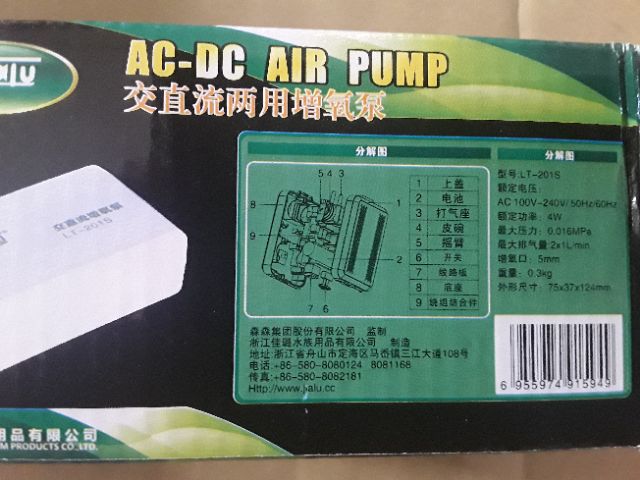 AC-DC AIR PUMP
交直流两用增氧泵
交直流增氧泵
LT-201S
分解图
5 4 3
8
1
9
2
7 6
1 上盖
2 电池
3 打气座
4 皮碗
5 摇臂
6 开关
7 线路板
8 底座
9 绕组组合件
分解图
型号:LT-201S
额定电压:
AC 100V-240V/50Hz/60Hz
额定功率: 4W
最大压力: 0.016MPa
最大排气量 2x1L/min
增氧口: 5mm
重量: 0.3kg
外形尺寸: 75x37x124mm
森森集团股份有限公司 监制
浙江佳璐水族用品有限公司 制造
地址:浙江省舟山市定海区马岙镇三江大道108号
电话:+86-580-8080124 8081168
传真:+86-580-8082181
Http://www.jialu.cc
6 955974 915949
用品有限公司
M PRODUCTS CO.,LTD.